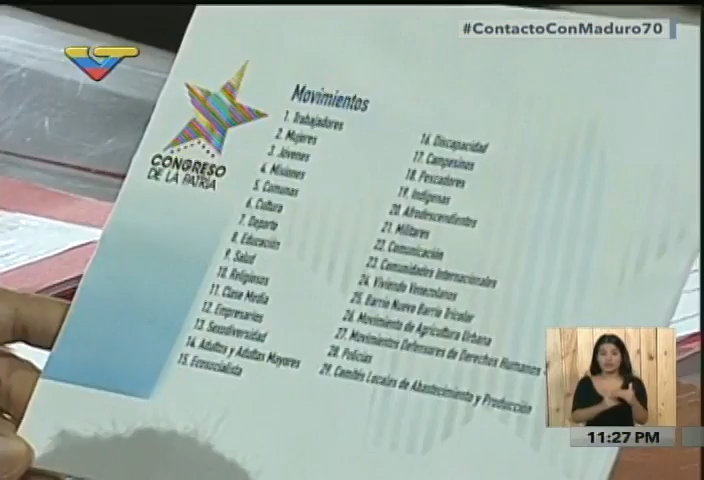 #ContactoConMaduro70
CONGRESO
DE LA PATRIA
Movimientos
1. Trabajadores
2. Mujeres
3. Jóvenes
4. Misiones
5. Comunas
6. Cultura
7. Deporte
8. Educación
9. Salud
10. Religiosos
11. Clase Media
12. Empresarios
13. Sexodiversidad
14. Adultos y Adultas Mayores
15. Ecosocialista
16. Discapacidad
17. Campesinos
18. Pescadores
19. Indígenas
20. Afrodescendientes
21. Militares
22. Comunicación
23. Comunidades Internacionales
24. Viviendo Venezolanos
25. Barrio Nuevo Barrio Tricolor
26. Movimiento de Agricultura Urbana
27. Movimientos Defensores de Derechos Humanos -
28. Policías
29. Comités Locales de Abastecimiento y Producción
11:27 PM